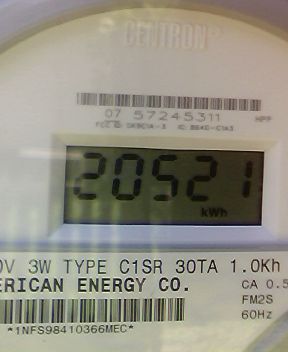 CENTRON®
07 57245311
HPP
20521
kWh
0V 3W TYPE C1SR 30TA 1.0Kh
ERICAN ENERGY CO.
CA 0.5
FM2S
60Hz
*1NFS98410366MEC*